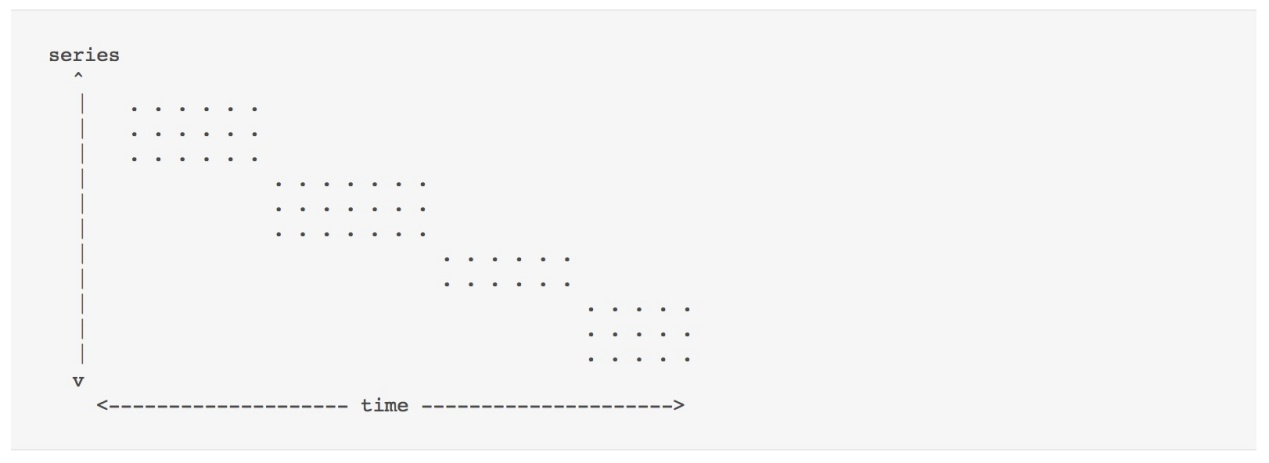 series
^
|
| . . . . . .
| . . . . . .
| . . . . . .
| . . . . . . .
| . . . . . . .
| . . . . . . .
| . . . . . .
| . . . . . .
| . . . . .
| . . . . .
| . . . . .
v
<-------------------- time --------------------->